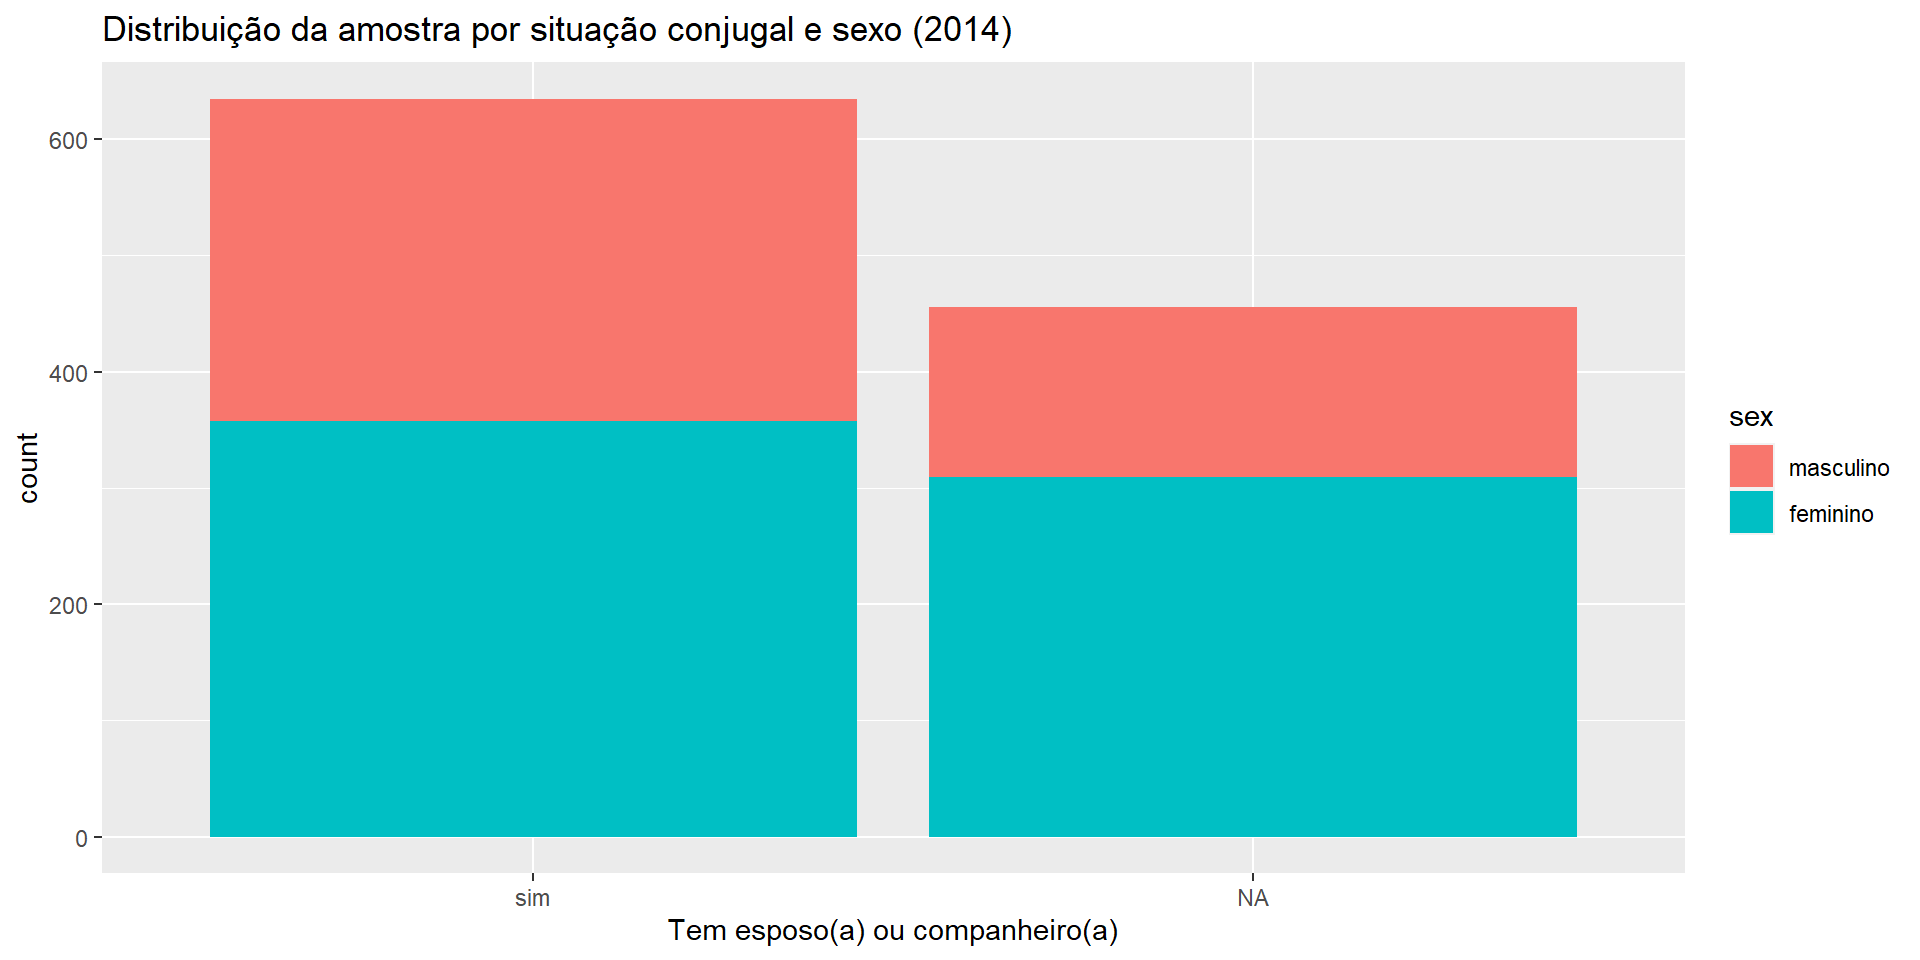 Distribuição da amostra por situação conjugal e sexo (2014)
600
400
200
0
count
sim
NA
Tem esposo(a) ou companheiro(a)
sex
masculino
feminino